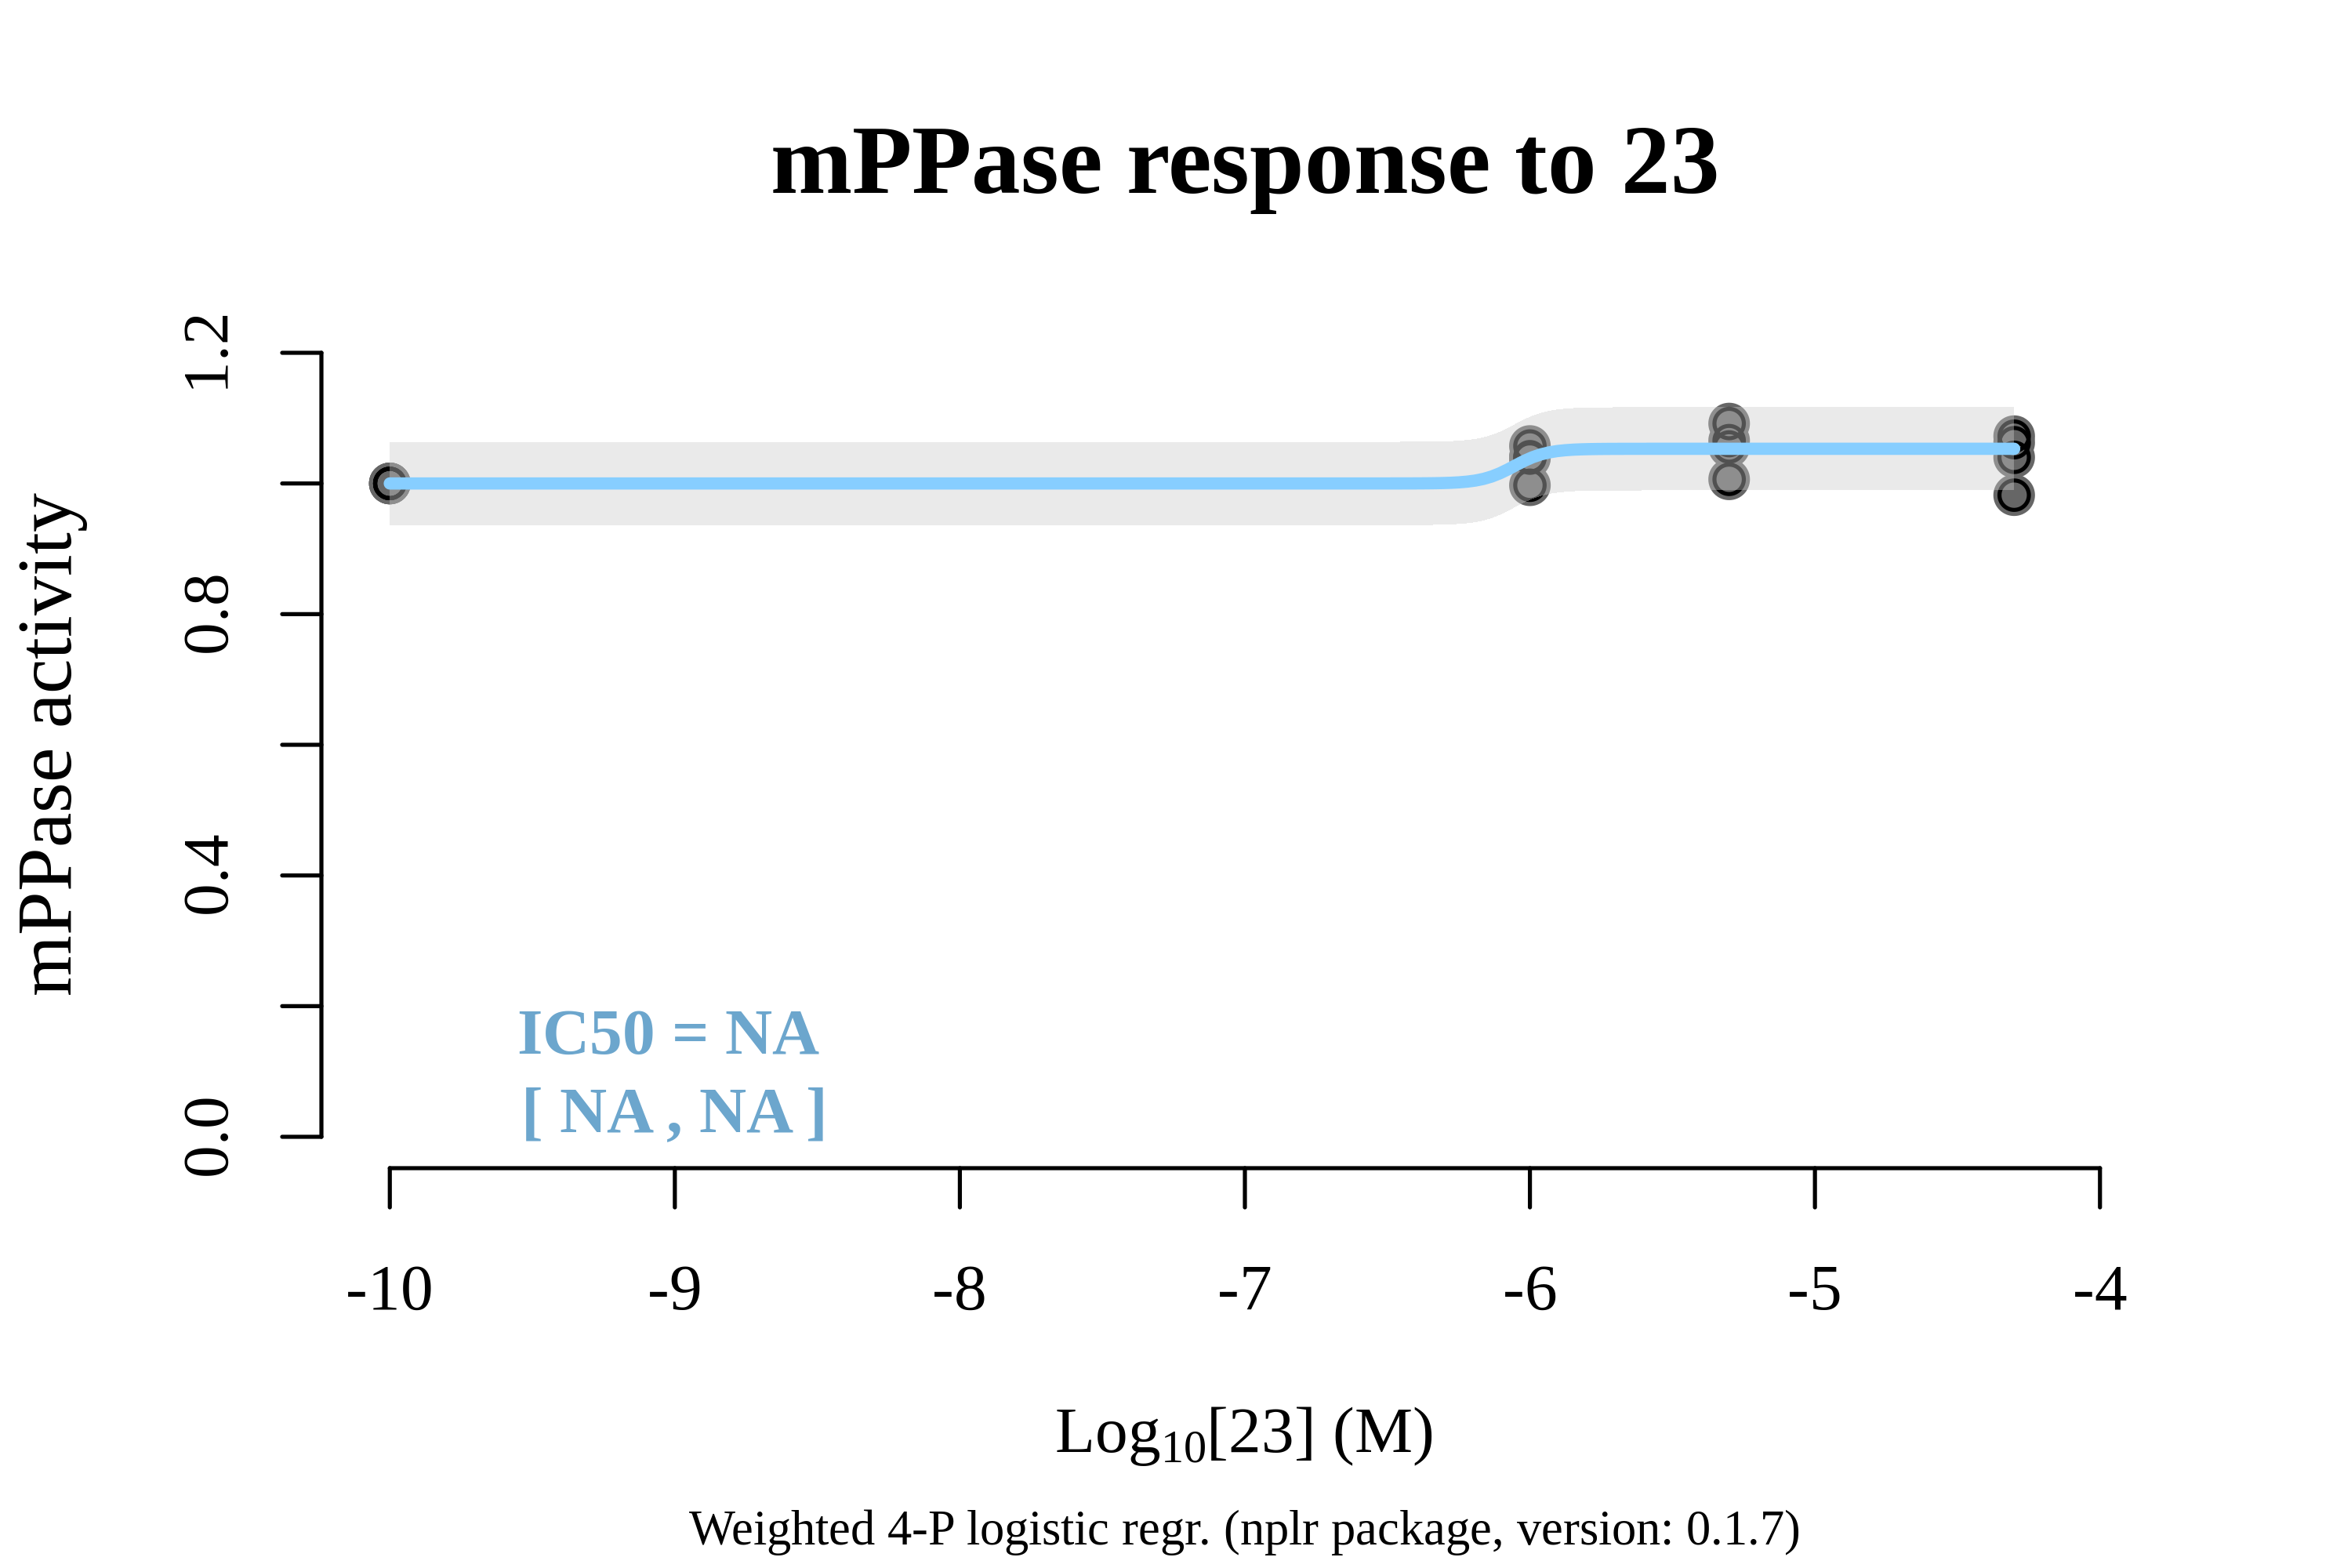 mPPase response to 23
mPPase activity
1.2
0.8
0.4
0.0
IC50 = NA
[ NA , NA ]
-10 -9 -8 -7 -6 -5 -4
Log10[23] (M)
Weighted 4-P logistic regr. (nplr package, version: 0.1.7)